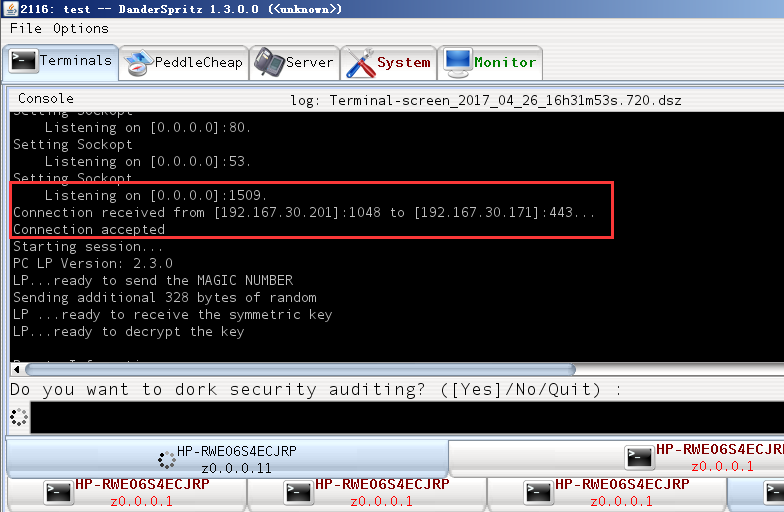 2116: test -- DanderSpritz 1.3.0.0 (<unknown>)
File Options
Terminals PeddleCheap Server System Monitor
Console log: Terminal-screen_2017_04_26_16h31m53s.720.dsz
Setting Sockopt
Listening on [0.0.0.0]:80.
Setting Sockopt
Listening on [0.0.0.0]:53.
Setting Sockopt
Listening on [0.0.0.0]:1509.
Connection received from [192.167.30.201]:1048 to [192.167.30.171]:443...
Connection accepted
Starting session...
PC LP Version: 2.3.0
LP...ready to send the MAGIC NUMBER
Sending additional 328 bytes of random
LP ...ready to receive the symmetric key
LP...ready to decrypt the key
Do you want to dork security auditing? ([Yes]/No/Quit) :
HP-RWE06S4ECJRP HP-RWE06S4ECJR
z0.0.0.11 z0.0.0.1
HP-RWE06S4ECJRP HP-RWE06S4ECJRP HP-RWE06S4ECJRP
z0.0.0.1 z0.0.0.1 z0.0.0.1